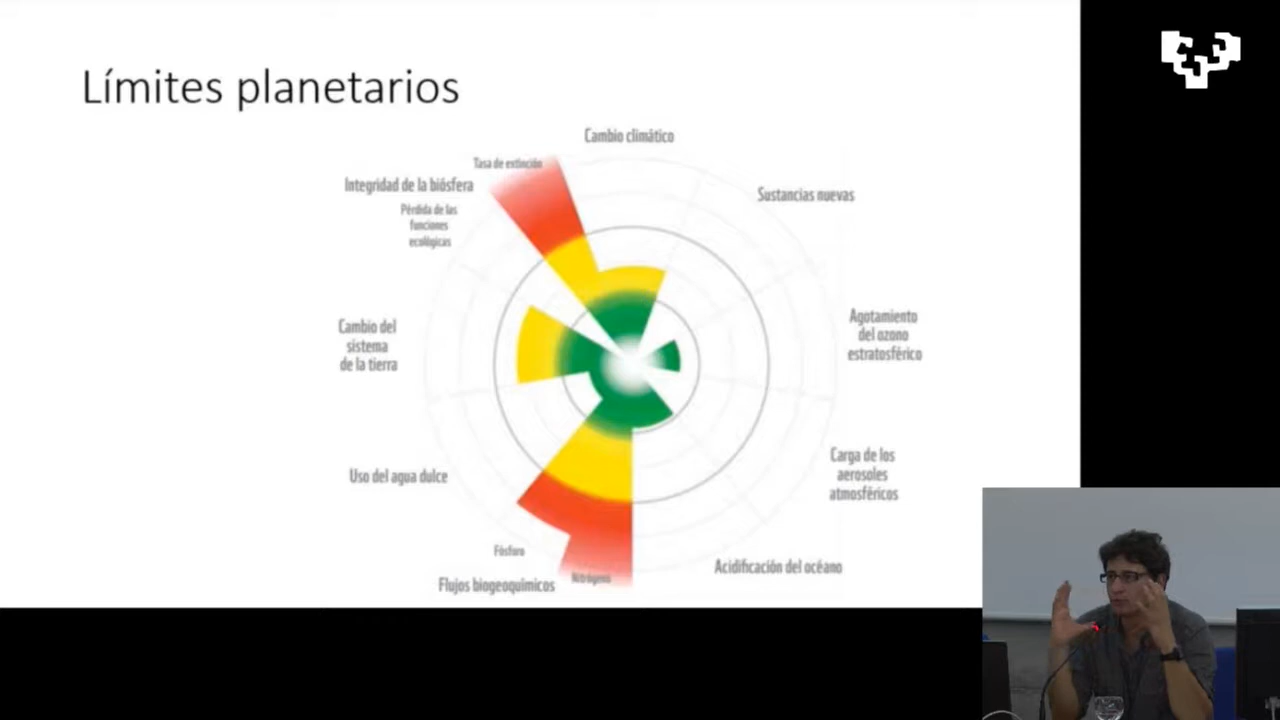 Límites planetarios
Cambio climático
Tasa de extinción
Integridad de la biósfera
Sustancias nuevas
Pérdida de las
funciones
ecológicas
Cambio del
sistema
de la tierra
Agotamiento
del ozono
estratosférico
Uso del agua dulce
Carga de los
aerosoles
atmosféricos
Fósforo
Acidificación del océano
Flujos biogeoquímicos
Nitrógeno